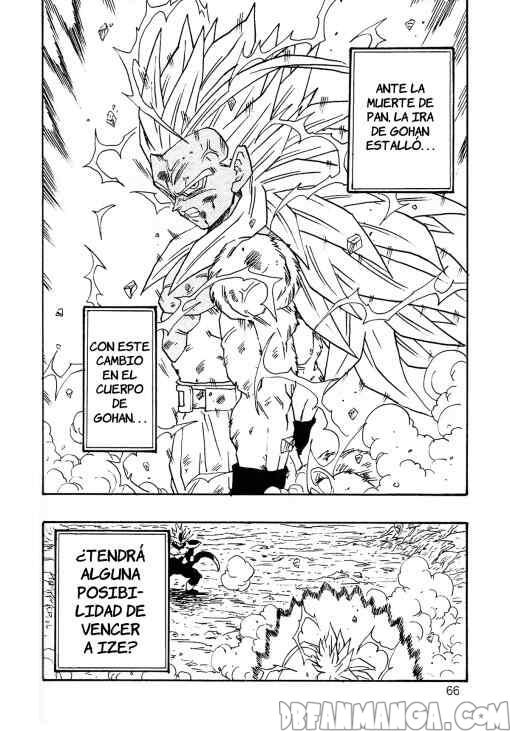 ANTE LA
MUERTE DE
PAN, LA IRA
DE GOHAN
ESTALLÓ...
CON ESTE
CAMBIO
EN EL
CUERPO
DE
GOHAN...
¿TENDRÁ
ALGUNA
POSIBI-
LIDAD DE
VENCER
A IZE?
66
DBFANMANGA.COM